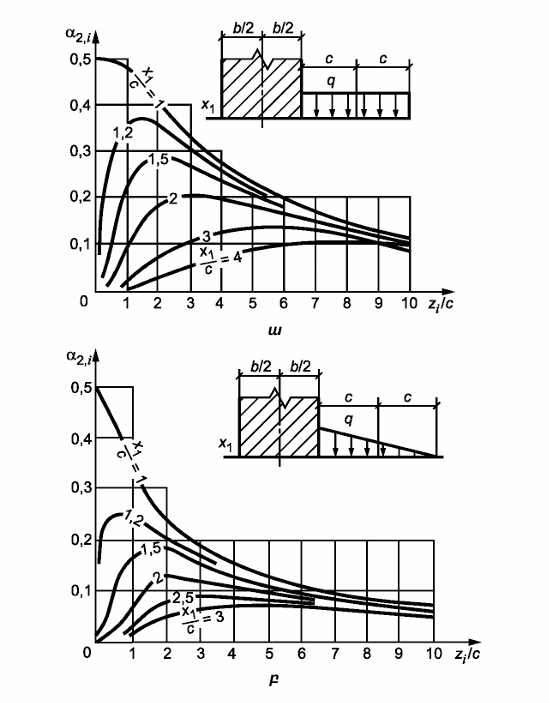 α2,i
b/2 b/2
c c
q
x1
0,5
x1/c = 1
0,4
1,2
0,3
1,5
0,2
2
0,1
3
x1/c = 4
0 1 2 3 4 5 6 7 8 9 10 zi/c
ա
α2,i
b/2 b/2
c c
q
x1
0,5
0,4
x1/c = 1
0,3
1,2
0,2
1,5
2
0,1
2,5
x1/c = 3
0 1 2 3 4 5 6 7 8 9 10 zi/c
բ